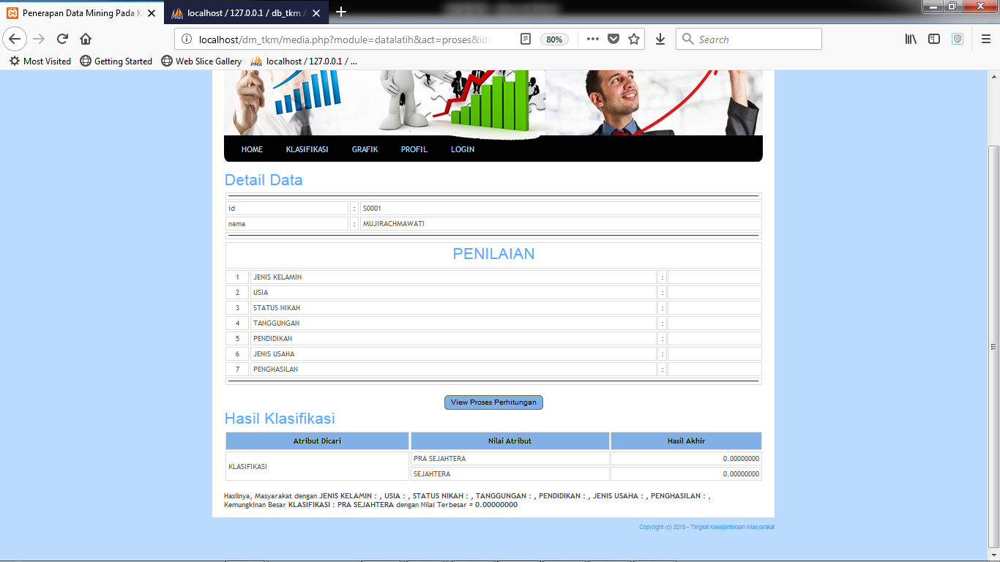 Penerapan Data Mining Pada K
localhost / 127.0.0.1 / db_tkm /
localhost/dm_tkm/media.php?module=datalatih&act=proses&id=
80%
Search
Most Visited
Getting Started
Web Slice Gallery
PMA
localhost / 127.0.0.1 / ...
HOME KLASIFIKASI GRAFIK PROFIL LOGIN
Detail Data
id : S0001
nama : MUJIRACHMAWATI
PENILAIAN
1 JENIS KELAMIN :
2 USIA :
3 STATUS NIKAH :
4 TANGGUNGAN :
5 PENDIDIKAN :
6 JENIS USAHA :
7 PENGHASILAN :
View Proses Perhitungan
Hasil Klasifikasi
Atribut Dicari Nilai Atribut Hasil Akhir
KLASIFIKASI
PRA SEJAHTERA 0.00000000
SEJAHTERA 0.00000000
Hasilnya, Masyarakat dengan JENIS KELAMIN : , USIA : , STATUS NIKAH : , TANGGUNGAN : , PENDIDIKAN : , JENIS USAHA : , PENGHASILAN : ,
Kemungkinan Besar KLASIFIKASI : PRA SEJAHTERA dengan Nilai Terbesar = 0.00000000
Copyright (c) 2018 - Tingkat Kesejahteraan Masyarakat